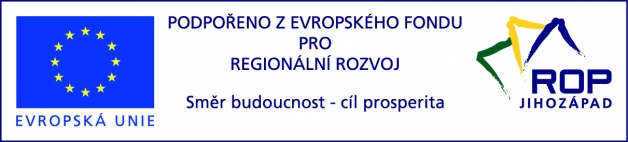 EVROPSKÁ UNIE
PODPOŘENO Z EVROPSKÉHO FONDU
PRO
REGIONÁLNÍ ROZVOJ
Směr budoucnost - cíl prosperita
ROP
JIHOZÁPAD